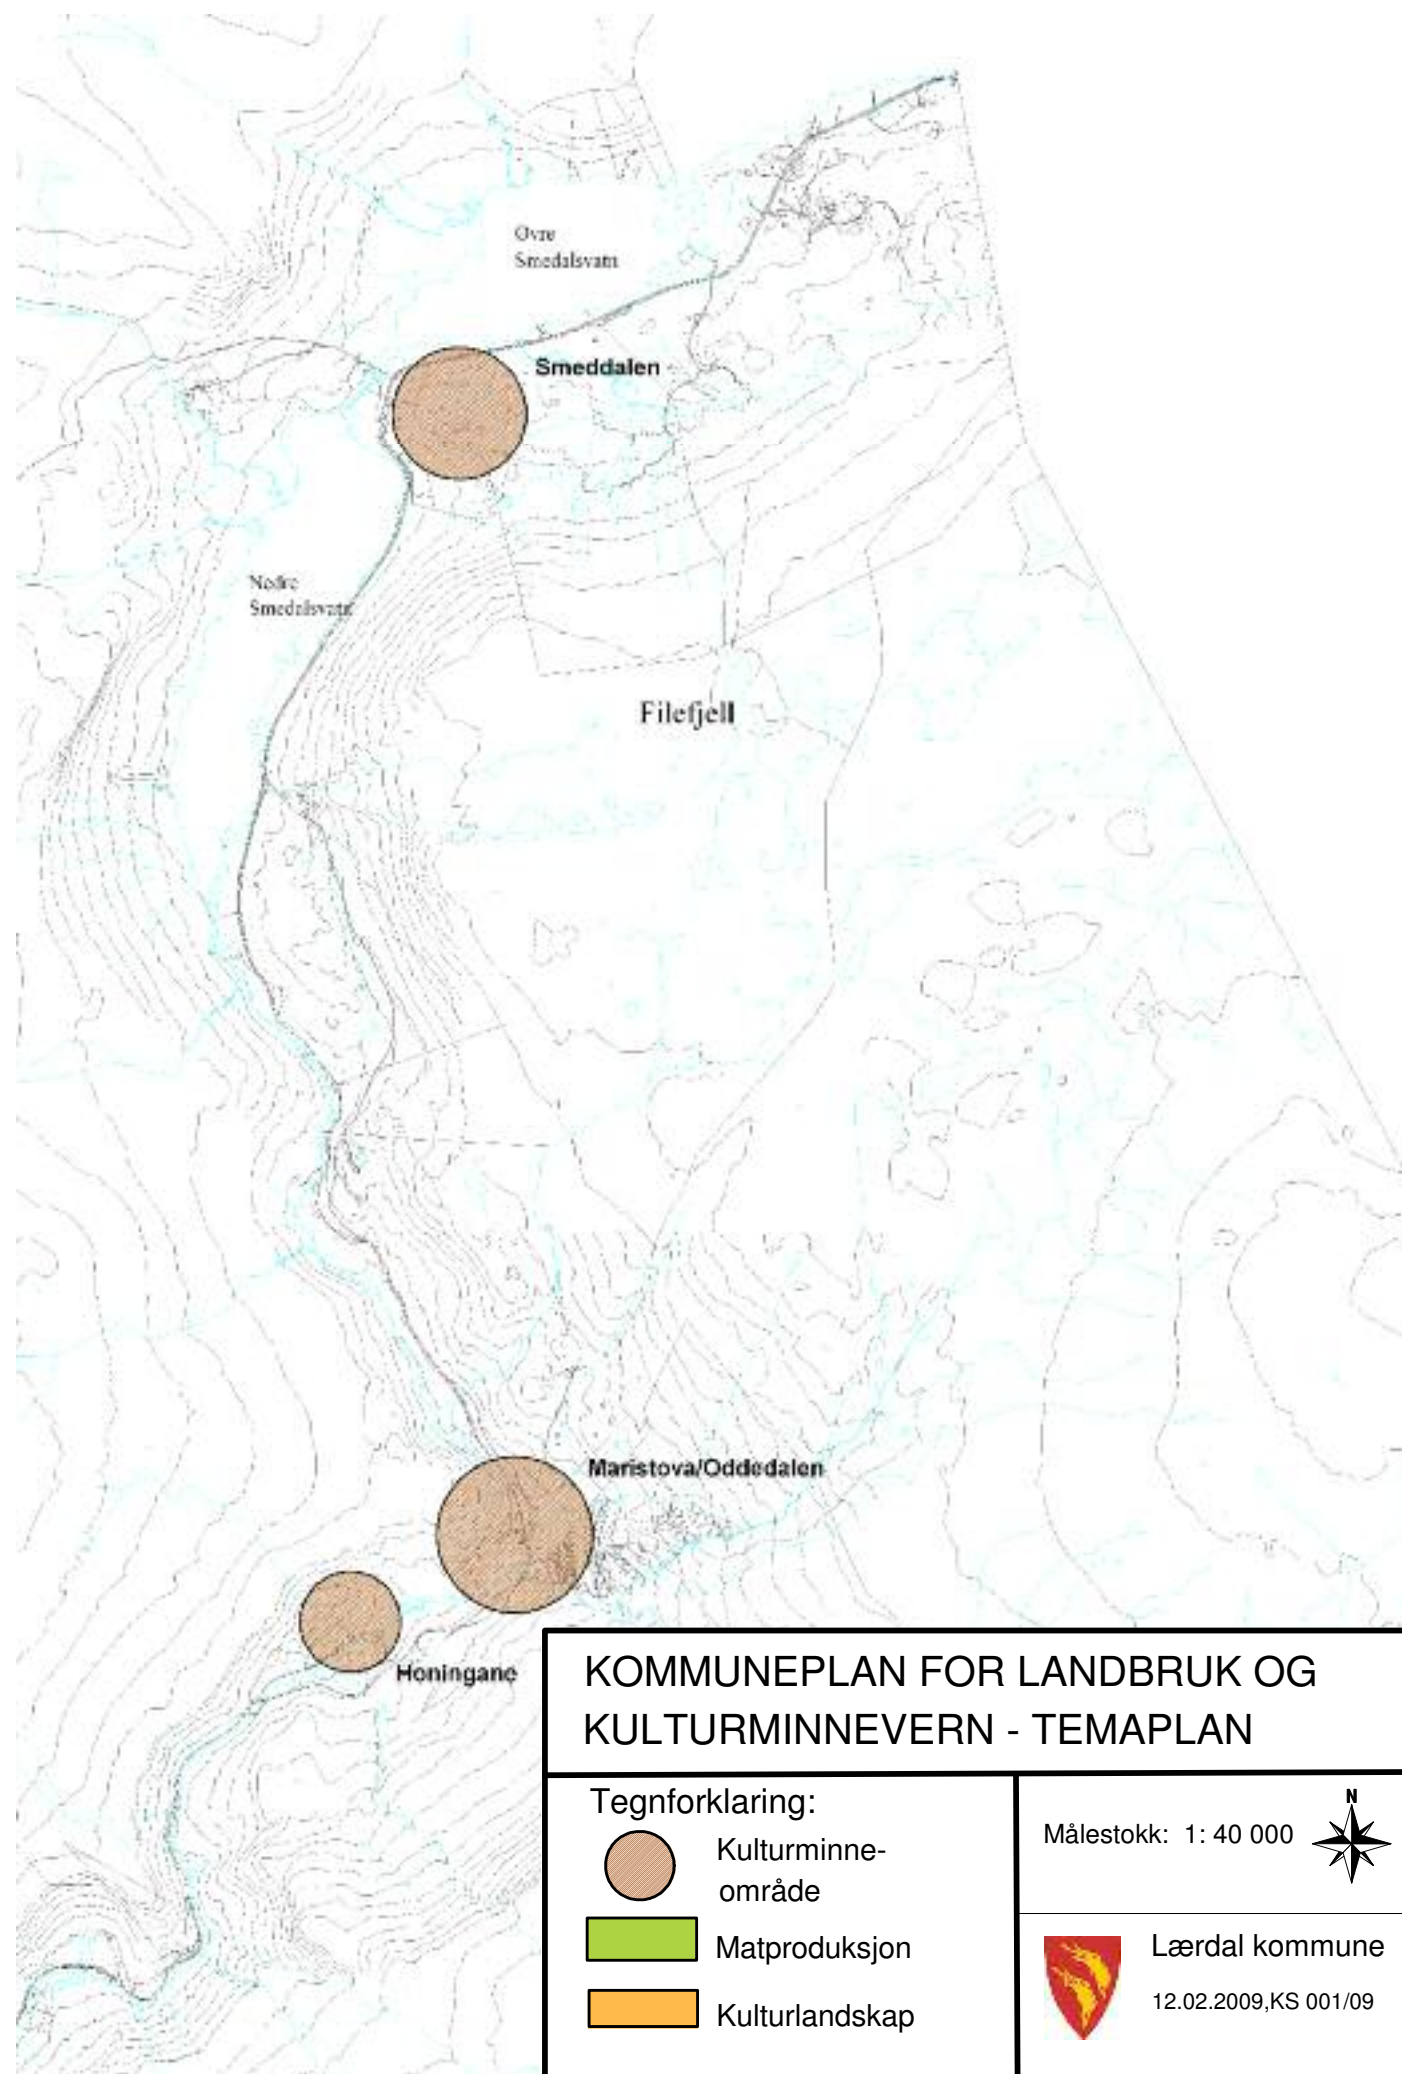 Ovre
Smedalsvatn
Smeddalen
Nedre
Smedalsvatn
Filefjell
Maristova/Oddedalen
Honingane
KOMMUNEPLAN FOR LANDBRUK OG
KULTURMINNEVERN - TEMAPLAN
Tegnforklaring:
Kulturminne-
område
Matproduksjon
Kulturlandskap
N
Målestokk: 1: 40 000
Lærdal kommune
12.02.2009,KS 001/09